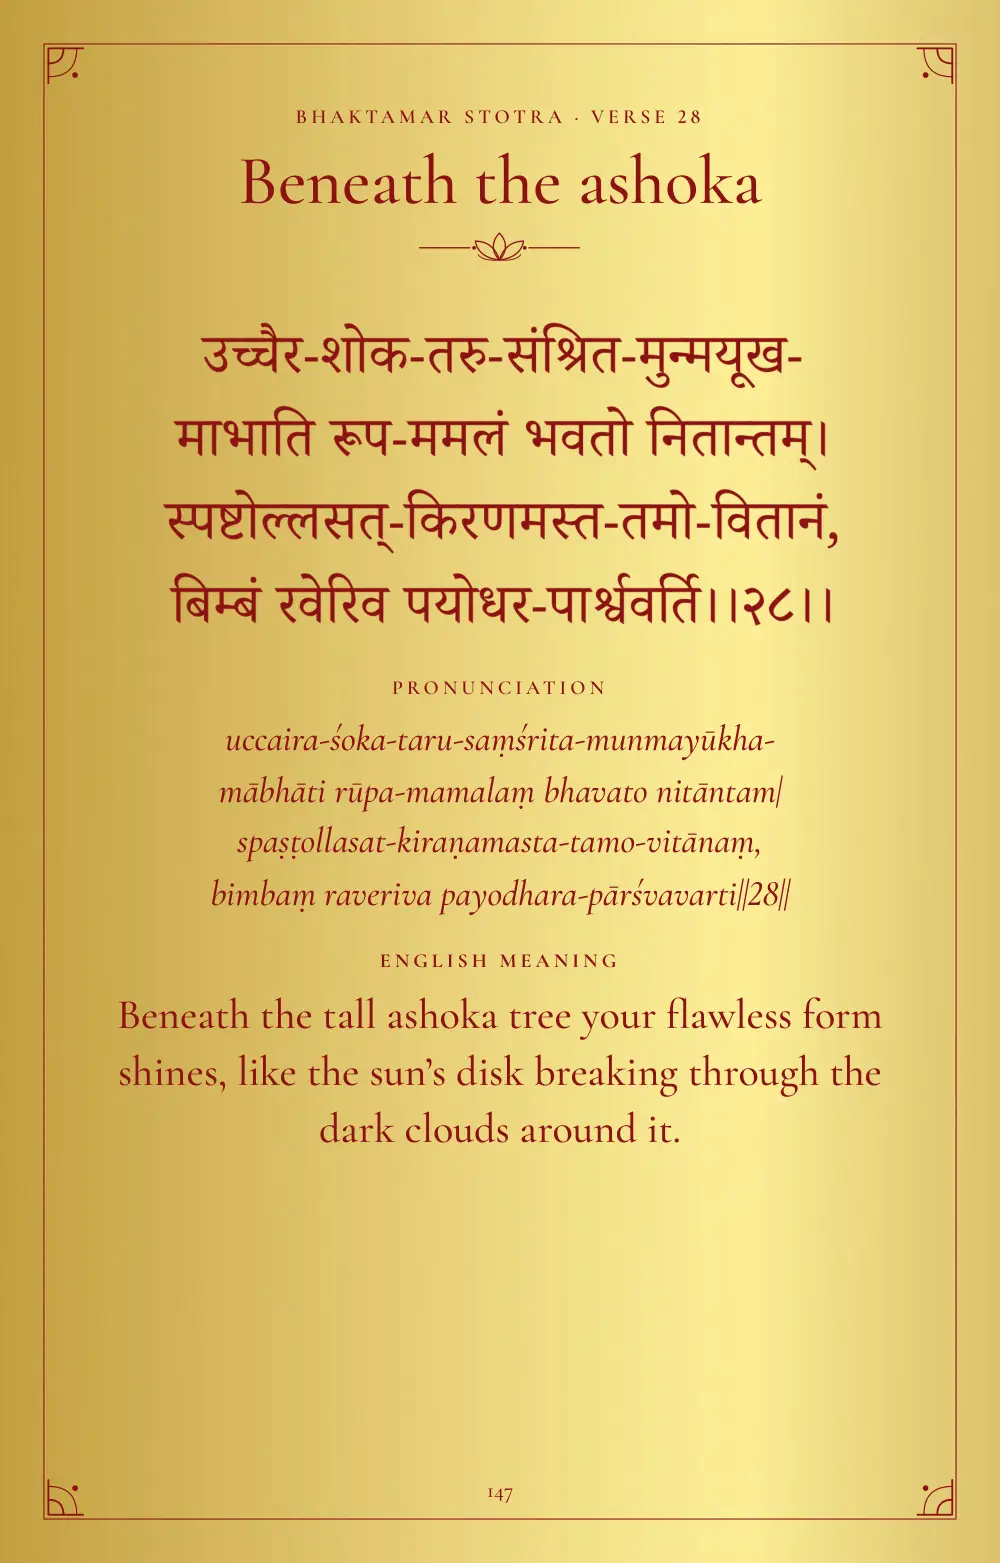 BHAKTAMAR STOTRA · VERSE 28
Beneath the ashoka
उच्चैर-शोक-तरु-संश्रित-मुन्मयूख-
माभाति रूप-ममलं भवतो नितान्तम्।
स्पष्टोल्लसत्-किरणमस्त-तमो-वितानं,
बिम्बं रवेरिव पयोधर-पार्श्ववर्ति।।२८।।
PRONUNCIATION
uccaira-śoka-taru-saṃśrita-munmayūkha-
mābhāti rūpa-mamalaṃ bhavato nitāntam|
spaṣṭollasat-kiraṇamasta-tamo-vitānaṃ,
bimbaṃ raveriva payodhara-pārśvavarti||28||
ENGLISH MEANING
Beneath the tall ashoka tree your flawless form
shines, like the sun’s disk breaking through the
dark clouds around it.
147